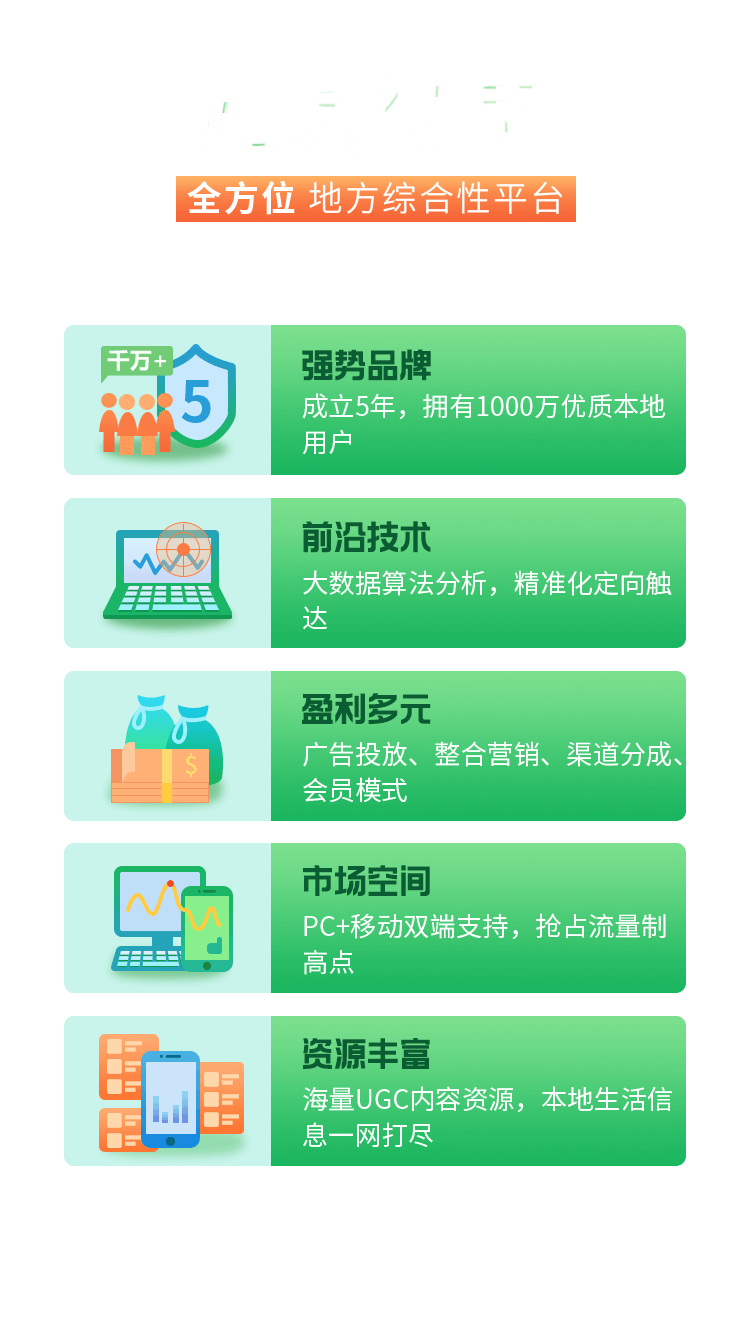 全方位 地方综合性平台
千万+
5
强势品牌
成立5年，拥有1000万优质本地
用户
前沿技术
大数据算法分析，精准化定向触
达
盈利多元
$
广告投放、整合营销、渠道分成、
会员模式
市场空间
PC+移动双端支持，抢占流量制
高点
资源丰富
海量UGC内容资源，本地生活信
息一网打尽